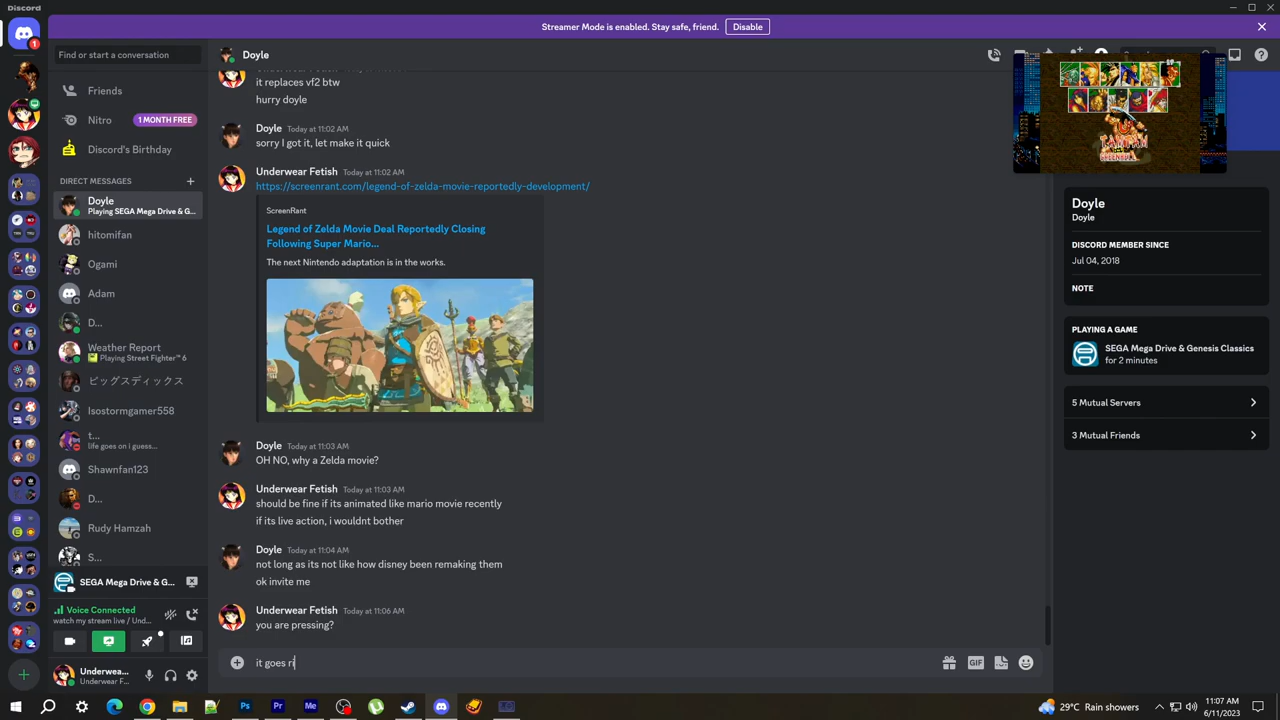 Discord
Streamer Mode is enabled. Stay safe, friend.
Disable
Find or start a conversation
Doyle
1
Friends
Nitro
1 MONTH FREE
Discord's Birthday
DIRECT MESSAGES
Doyle
Playing SEGA Mega Drive & G...
hitomifan
Ogami
Adam
D...
Weather Report
Playing Street Fighter™ 6
ビッグスディックス
Isostormgamer558
t...
life goes on i guess...
Shawnfan123
D...
Rudy Hamzah
S...
SEGA Mega Drive & G...
Voice Connected
watch my stream live / Und...
Underwea...
Underwear F...
it replaces vf2 btw
hurry doyle
Doyle Today at 11:02 AM
sorry I got it, let make it quick
Underwear Fetish Today at 11:02 AM
https://screenrant.com/legend-of-zelda-movie-reportedly-development/
ScreenRant
Legend of Zelda Movie Deal Reportedly Closing
Following Super Mario...
The next Nintendo adaptation is in the works.
Doyle Today at 11:03 AM
OH NO, why a Zelda movie?
Underwear Fetish Today at 11:03 AM
should be fine if its animated like mario movie recently
if its live action, i wouldnt bother
Doyle Today at 11:04 AM
not long as its not like how disney been remaking them
ok invite me
Underwear Fetish Today at 11:06 AM
you are pressing?
it goes ri
GIF
TAMTAM
GREENHELL
Doyle
Doyle
DISCORD MEMBER SINCE
Jul 04, 2018
NOTE
PLAYING A GAME
SEGA Mega Drive & Genesis Classics
for 2 minutes
5 Mutual Servers
3 Mutual Friends
Ps
Pr
Me
29°C Rain showers
11:07 AM
6/11/2023